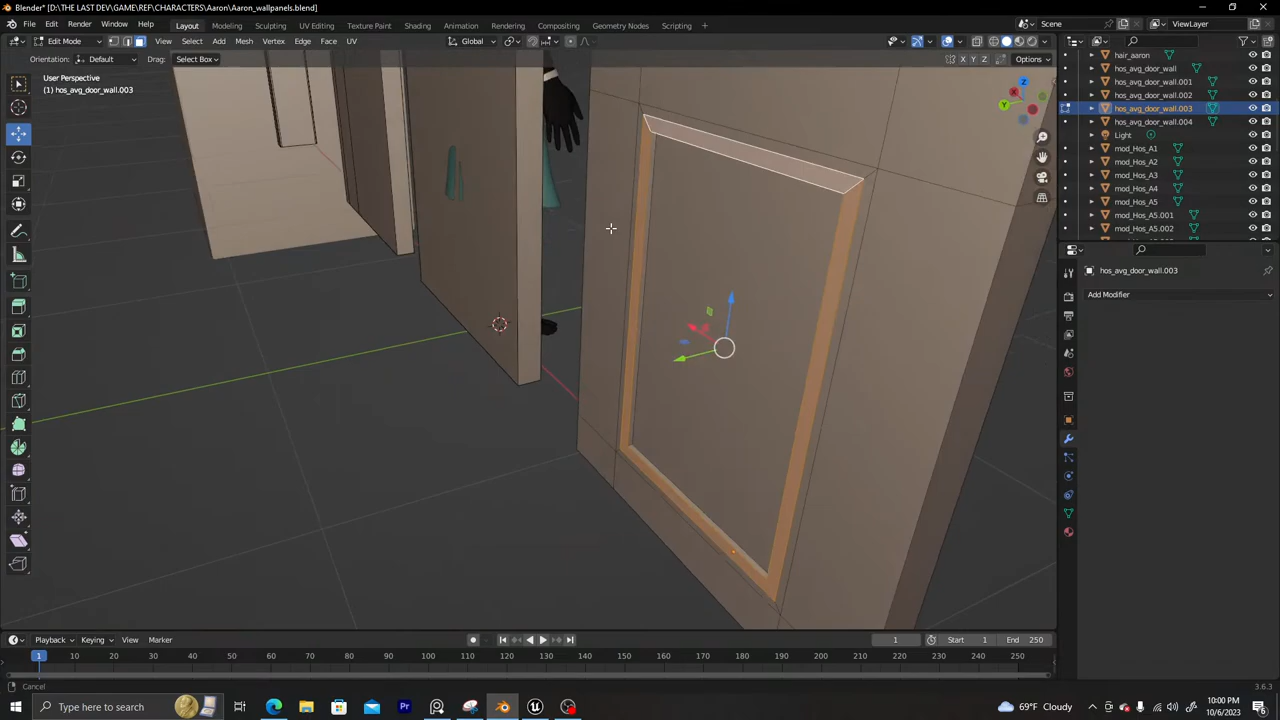 Blender* [D:\THE LAST DEV\GAME\REF\CHARACTERS\Aaron\Aaron_wallpanels.blend]
File Edit Render Window Help Layout Modeling Sculpting UV Editing Texture Paint Shading Animation Rendering Compositing Geometry Nodes Scripting Scene ViewLayer
Edit Mode View Select Add Mesh Vertex Edge Face UV Global
Orientation: Default Drag: Select Box X Y Z Options
User Perspective
(1) hos_avg_door_wall.003
Z
X
Y
hair_aaron
hos_avg_door_wall
hos_avg_door_wall.001
hos_avg_door_wall.002
hos_avg_door_wall.003
hos_avg_door_wall.004
Light
mod_Hos_A1
mod_Hos_A2
mod_Hos_A3
mod_Hos_A4
mod_Hos_A5
mod_Hos_A5.001
mod_Hos_A5.002
hos_avg_door_wall.003
Add Modifier
Playback Keying View Marker 1 Start 1 End 250
1 10 20 30 40 50 60 70 80 90 100 110 120 130 140 150 160 170 180 190 200 210 220 230 240 250
Cancel 3.6.3
Type here to search Pr 69°F Cloudy 10:00 PM
10/6/2023